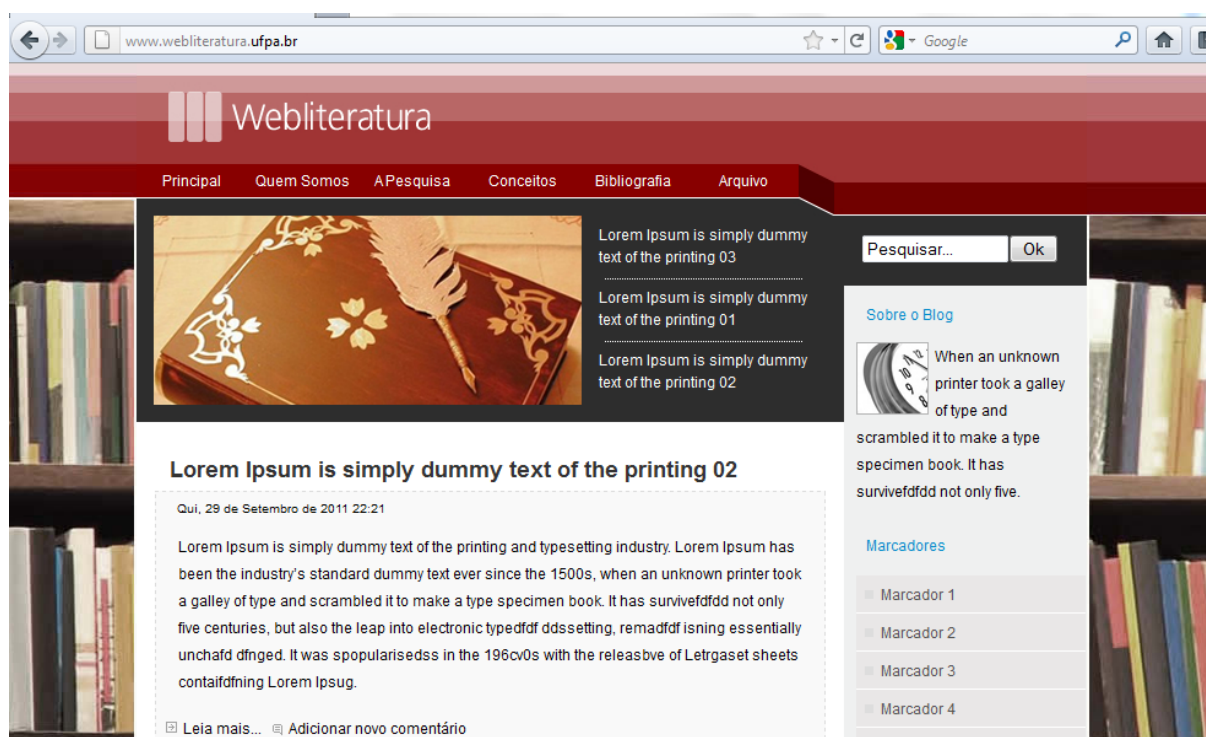 www.webliteratura.ufpa.br
Google
Webliteratura
Principal Quem Somos A Pesquisa Conceitos Bibliografia Arquivo
Lorem Ipsum is simply dummy
text of the printing 03
Lorem Ipsum is simply dummy
text of the printing 01
Lorem Ipsum is simply dummy
text of the printing 02
Pesquisar... Ok
Sobre o Blog
When an unknown
printer took a galley
of type and
scrambled it to make a type
specimen book. It has
survivefdfdd not only five.
Lorem Ipsum is simply dummy text of the printing 02
Qui, 29 de Setembro de 2011 22:21
Lorem Ipsum is simply dummy text of the printing and typesetting industry. Lorem Ipsum has
been the industry's standard dummy text ever since the 1500s, when an unknown printer took
a galley of type and scrambled it to make a type specimen book. It has survivefdfdd not only
five centuries, but also the leap into electronic typedfdf ddssetting, remadfdf isning essentially
unchafd dfnged. It was spopularisedss in the 196cv0s with the releasbve of Letrgaset sheets
contaifdfning Lorem Ipsug.
Leia mais... Adicionar novo comentário
Marcadores
Marcador 1
Marcador 2
Marcador 3
Marcador 4